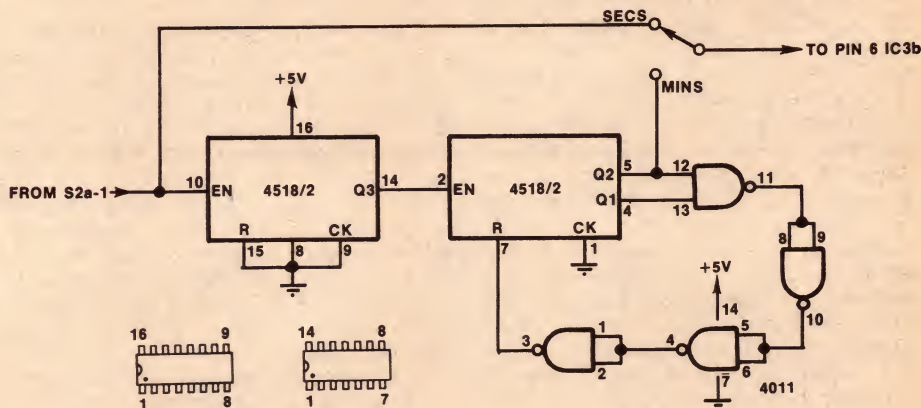 SECS
TO PIN 6 IC3b
+5V
MINS
16
FROM S2a-1
10 EN 4518/2 Q3 14
2 EN 4518/2 Q2 5 12
11
Q1 4 13
R CK
15 8 9
R CK
7 1
8 9
+5V
14
10
16 9
14 8
3 1 4 5
2 6
7
4011
1 8
1 7